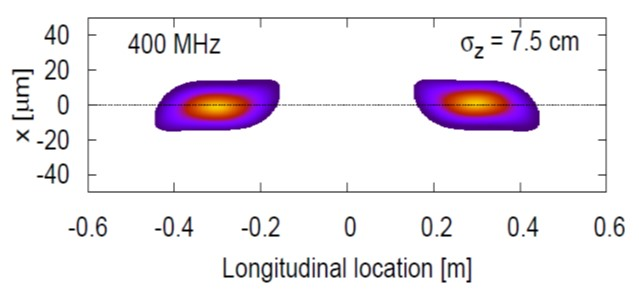 400 MHz
σz = 7.5 cm
x [µm]
40
20
0
-20
-40
-0.6 -0.4 -0.2 0 0.2 0.4 0.6
Longitudinal location [m]